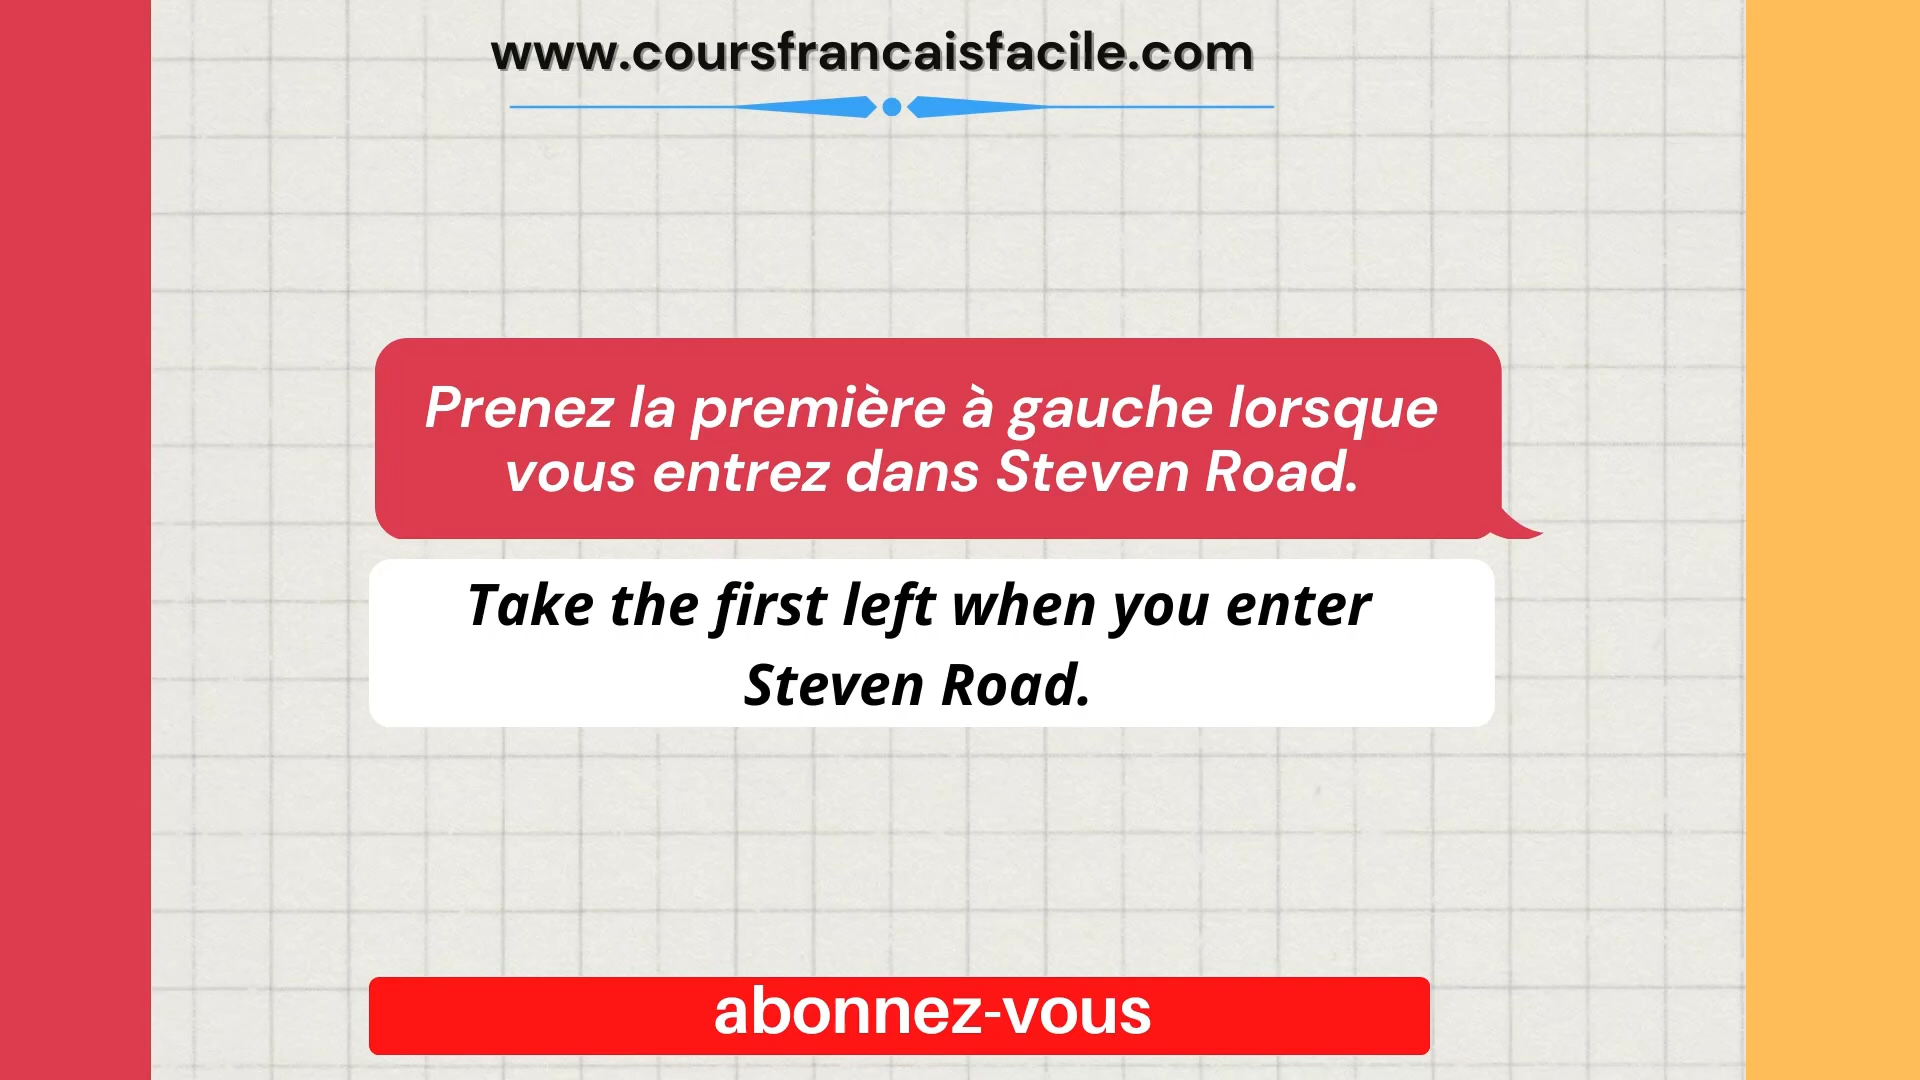 www.coursfrancaisfacile.com
Prenez la première à gauche lorsque
vous entrez dans Steven Road.
Take the first left when you enter
Steven Road.
abonnez-vous